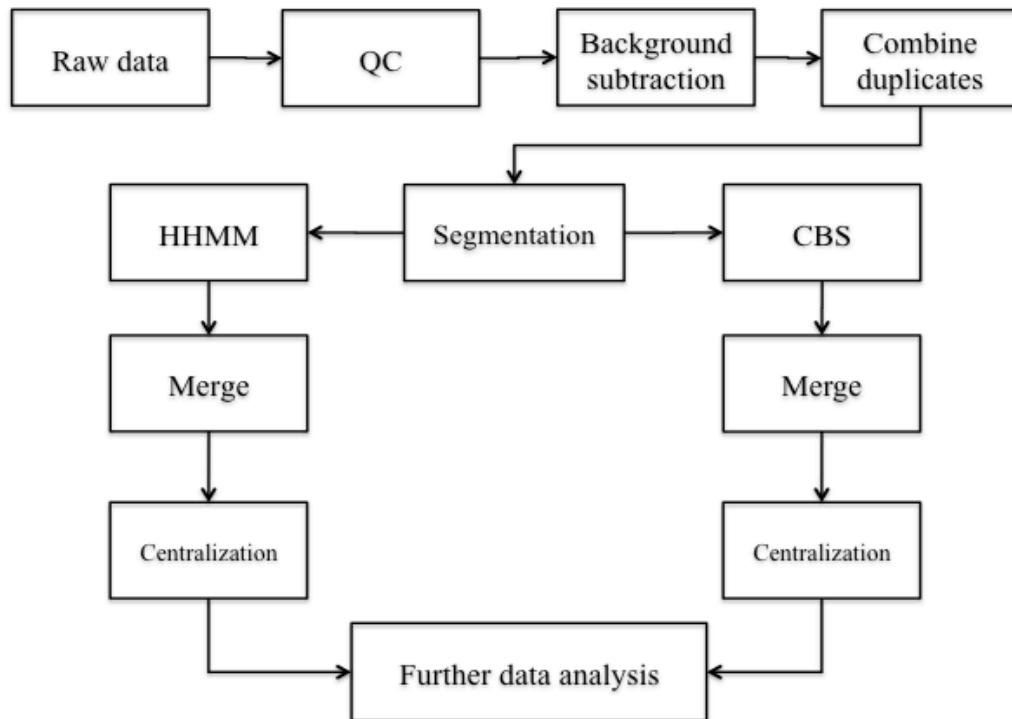 Raw data
QC
Background
subtraction
Combine
duplicates
HHMM
Segmentation
CBS
Merge
Merge
Centralization
Centralization
Further data analysis